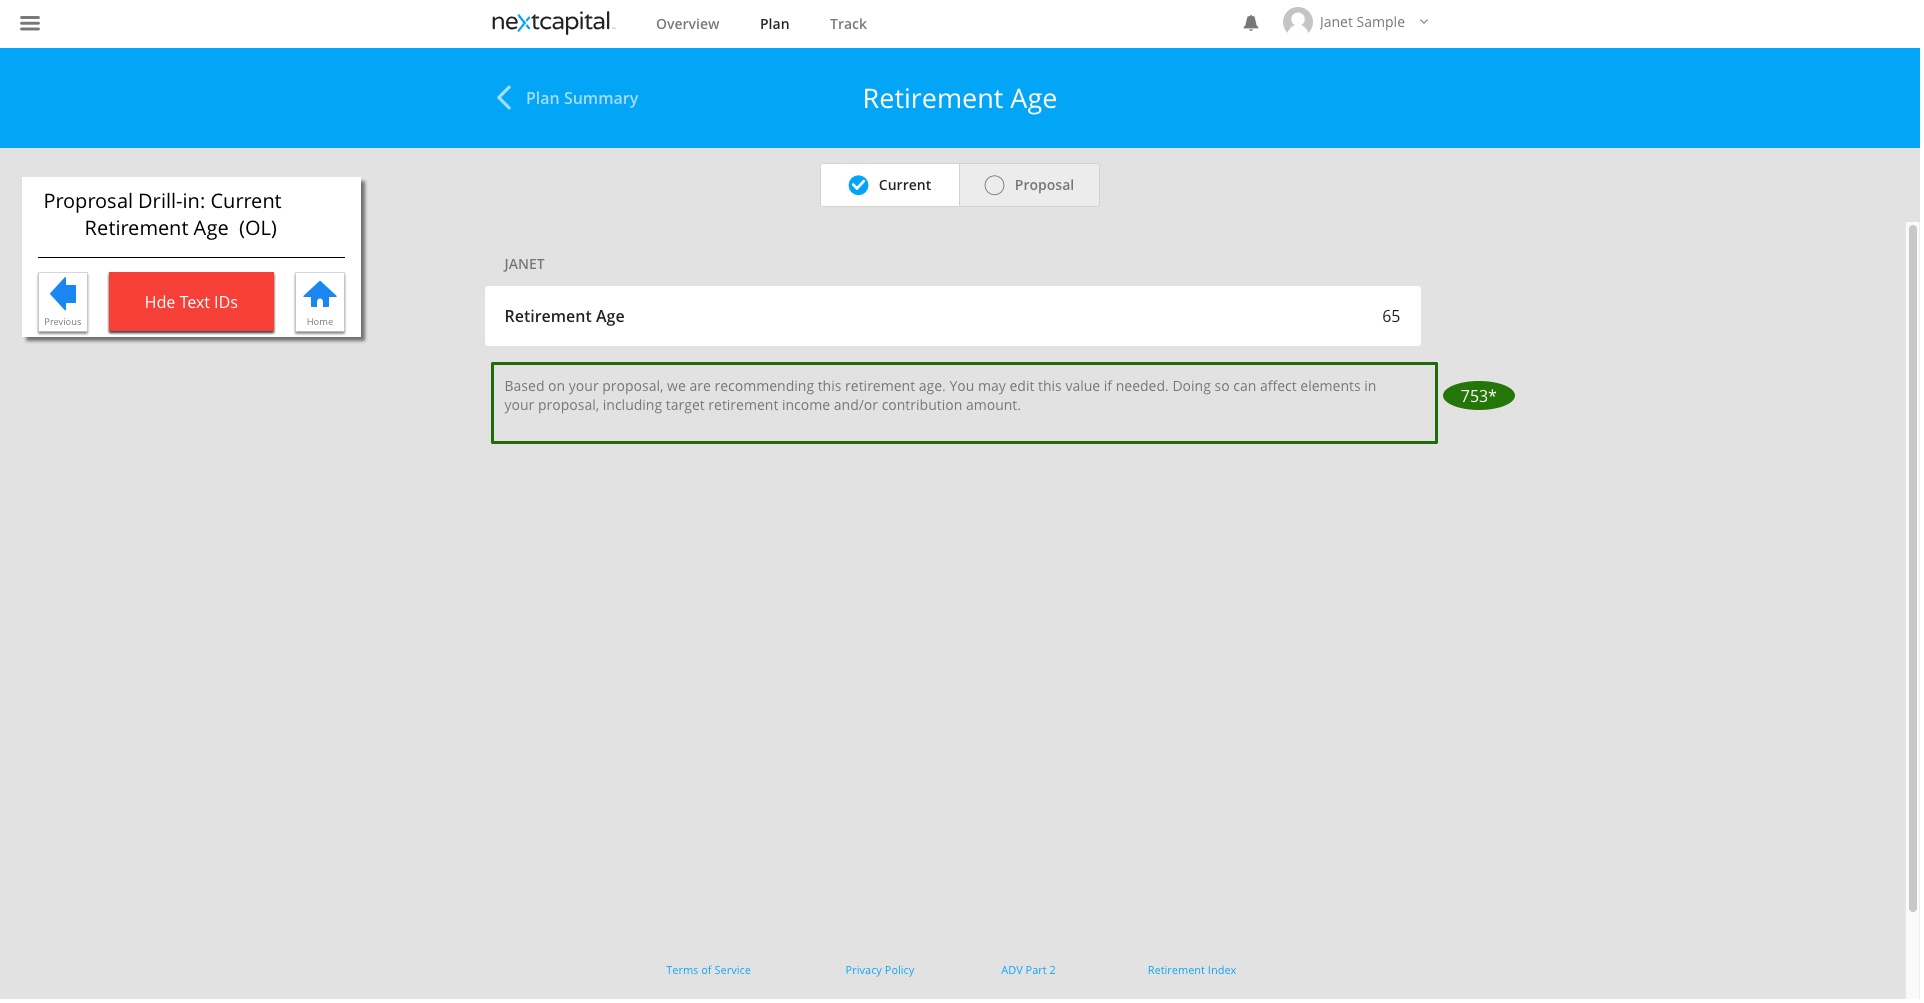 nextcapital
Overview
Plan
Track
Janet Sample
Plan Summary
Retirement Age
Current
Proposal
Proprosal Drill-in: Current
Retirement Age (OL)
Previous
Hde Text IDs
Home
JANET
Retirement Age
65
Based on your proposal, we are recommending this retirement age. You may edit this value if needed. Doing so can affect elements in
your proposal, including target retirement income and/or contribution amount.
753*
Terms of Service
Privacy Policy
ADV Part 2
Retirement Index